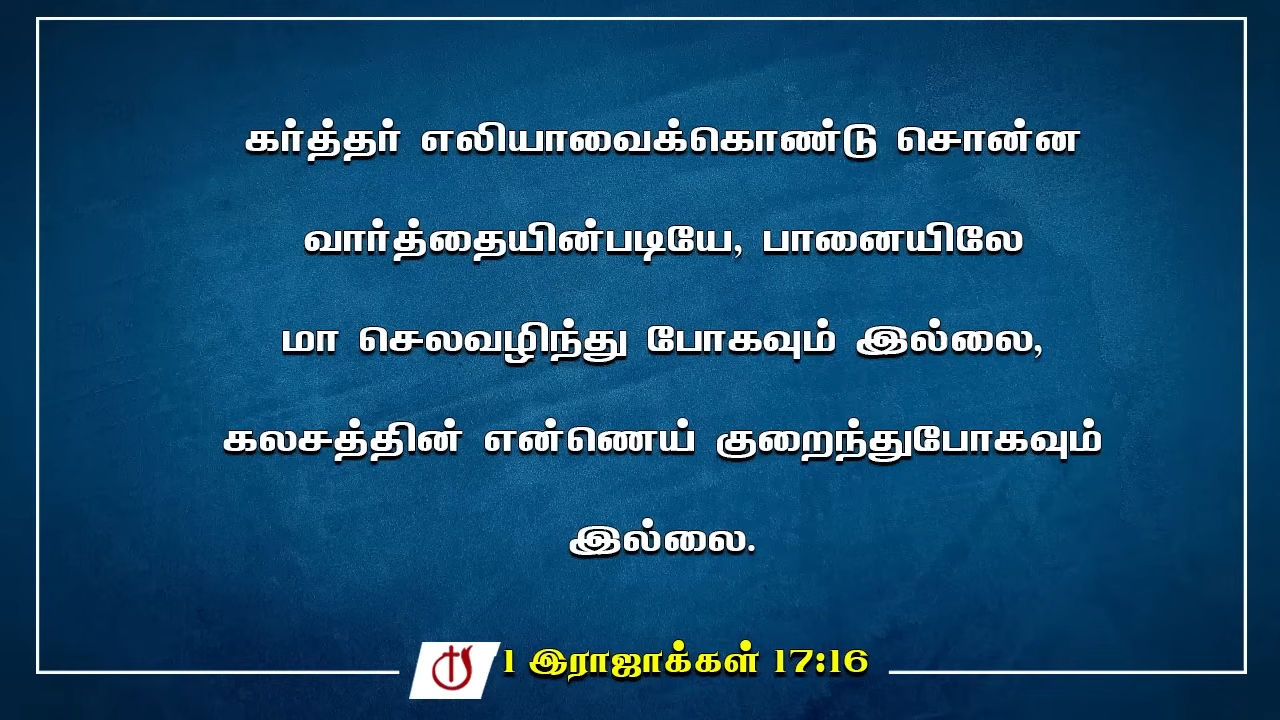 கர்த்தர் எலியாவைக்கொண்டு சொன்ன
வார்த்தையின்படியே, பானையிலே
மா செலவழிந்து போகவும் இல்லை,
கலசத்தின் என்ணெய் குறைந்துபோகவும்
இல்லை.
1 இராஜாக்கள் 17:16